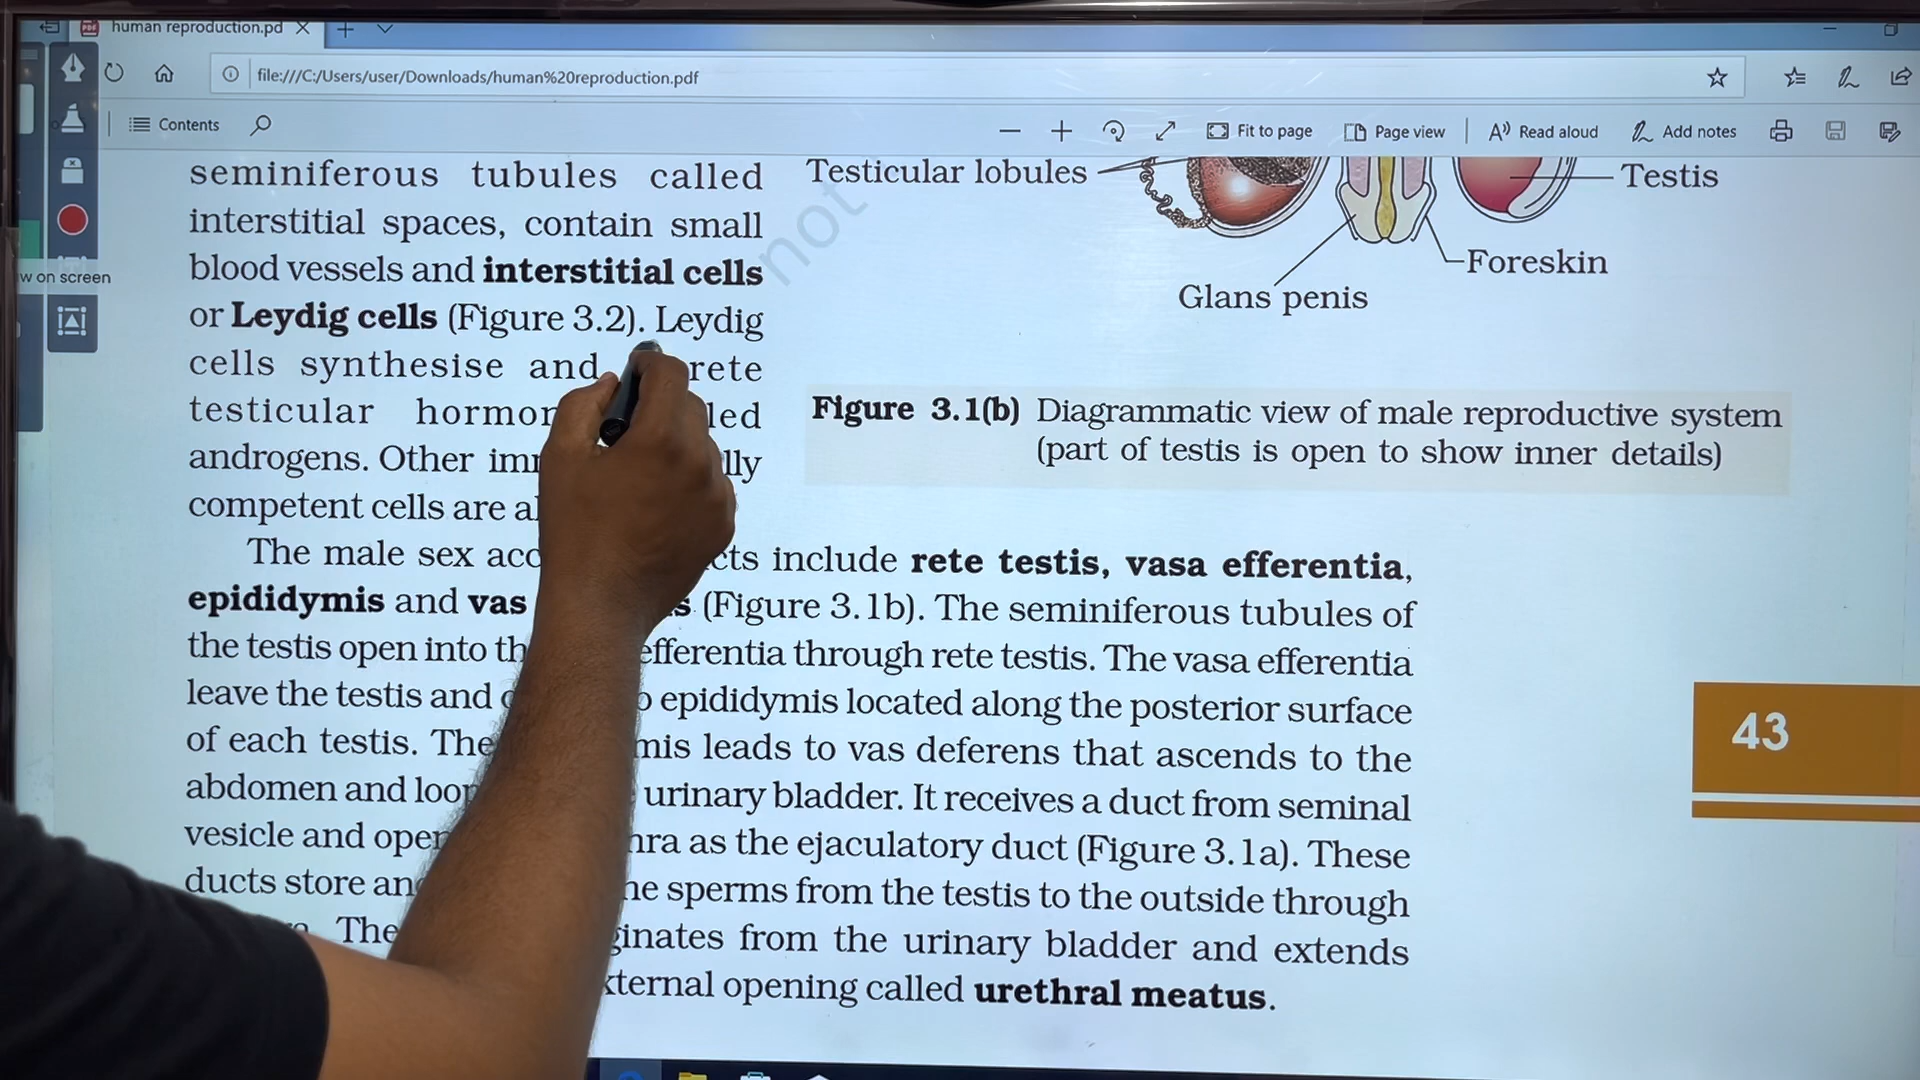 human reproduction.pd
file:///C:/Users/user/Downloads/human%20reproduction.pdf
Contents
Fit to page
Page view
Read aloud
Add notes
w on screen
seminiferous tubules called
interstitial spaces, contain small
blood vessels and interstitial cells
or Leydig cells (Figure 3.2). Leydig
cells synthesise and rete
testicular hormon led
androgens. Other imm lly
competent cells are al
Testicular lobules
Testis
Foreskin
Glans penis
not
Figure 3.1(b) Diagrammatic view of male reproductive system
(part of testis is open to show inner details)
The male sex acc cts include rete testis, vasa efferentia,
epididymis and vas s (Figure 3.1b). The seminiferous tubules of
the testis open into th efferentia through rete testis. The vasa efferentia
leave the testis and o o epididymis located along the posterior surface
of each testis. The mis leads to vas deferens that ascends to the
abdomen and loop urinary bladder. It receives a duct from seminal
vesicle and open hra as the ejaculatory duct (Figure 3.1a). These
ducts store an he sperms from the testis to the outside through
The ginates from the urinary bladder and extends
xternal opening called urethral meatus.
43